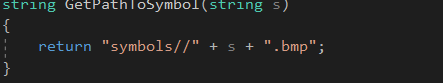 string GetPathToSymbol(string s)
{
return "symbols//" + s + ".bmp";
}